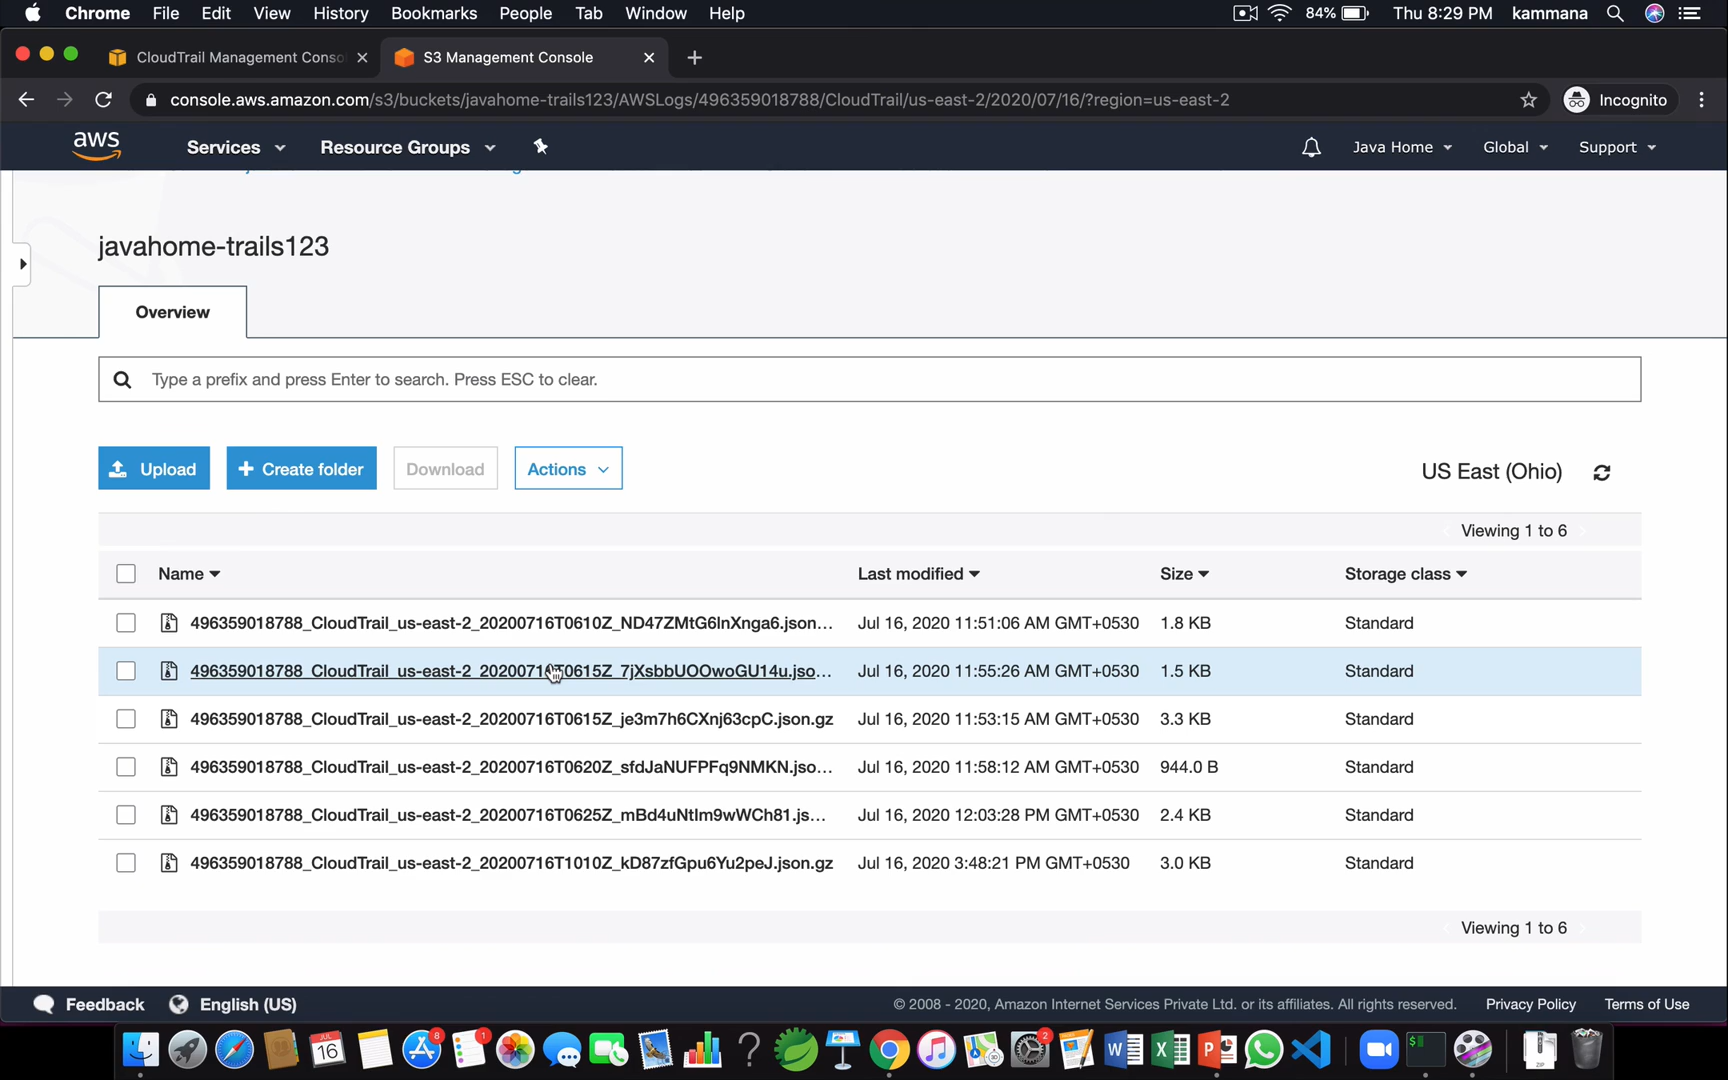 Chrome File Edit View History Bookmarks People Tab Window Help 84% Thu 8:29 PM kammana
CloudTrail Management Conso S3 Management Console
console.aws.amazon.com/s3/buckets/javahome-trails123/AWSLogs/496359018788/CloudTrail/us-east-2/2020/07/16/?region=us-east-2 Incognito
aws Services Resource Groups Java Home Global Support
javahome-trails123
Overview
Type a prefix and press Enter to search. Press ESC to clear.
Upload + Create folder Download Actions US East (Ohio)
Viewing 1 to 6
Name Last modified Size Storage class
496359018788_CloudTrail_us-east-2_20200716T0610Z_ND47ZMtG6lnXnga6.json... Jul 16, 2020 11:51:06 AM GMT+0530 1.8 KB Standard
496359018788_CloudTrail_us-east-2_20200716T0615Z_7jXsbbUOOwoGU14u.jso... Jul 16, 2020 11:55:26 AM GMT+0530 1.5 KB Standard
496359018788_CloudTrail_us-east-2_20200716T0615Z_je3m7h6CXnj63cpC.json.gz Jul 16, 2020 11:53:15 AM GMT+0530 3.3 KB Standard
496359018788_CloudTrail_us-east-2_20200716T0620Z_sfdJaNUFPFq9NMKN.jso... Jul 16, 2020 11:58:12 AM GMT+0530 944.0 B Standard
496359018788_CloudTrail_us-east-2_20200716T0625Z_mBd4uNtIm9wWCh81.js... Jul 16, 2020 12:03:28 PM GMT+0530 2.4 KB Standard
496359018788_CloudTrail_us-east-2_20200716T1010Z_kD87zfGpu6Yu2peJ.json.gz Jul 16, 2020 3:48:21 PM GMT+0530 3.0 KB Standard
Viewing 1 to 6
Feedback English (US) © 2008 - 2020, Amazon Internet Services Private Ltd. or its affiliates. All rights reserved. Privacy Policy Terms of Use
JUL 16 8 1 2 W X P $ ZIP